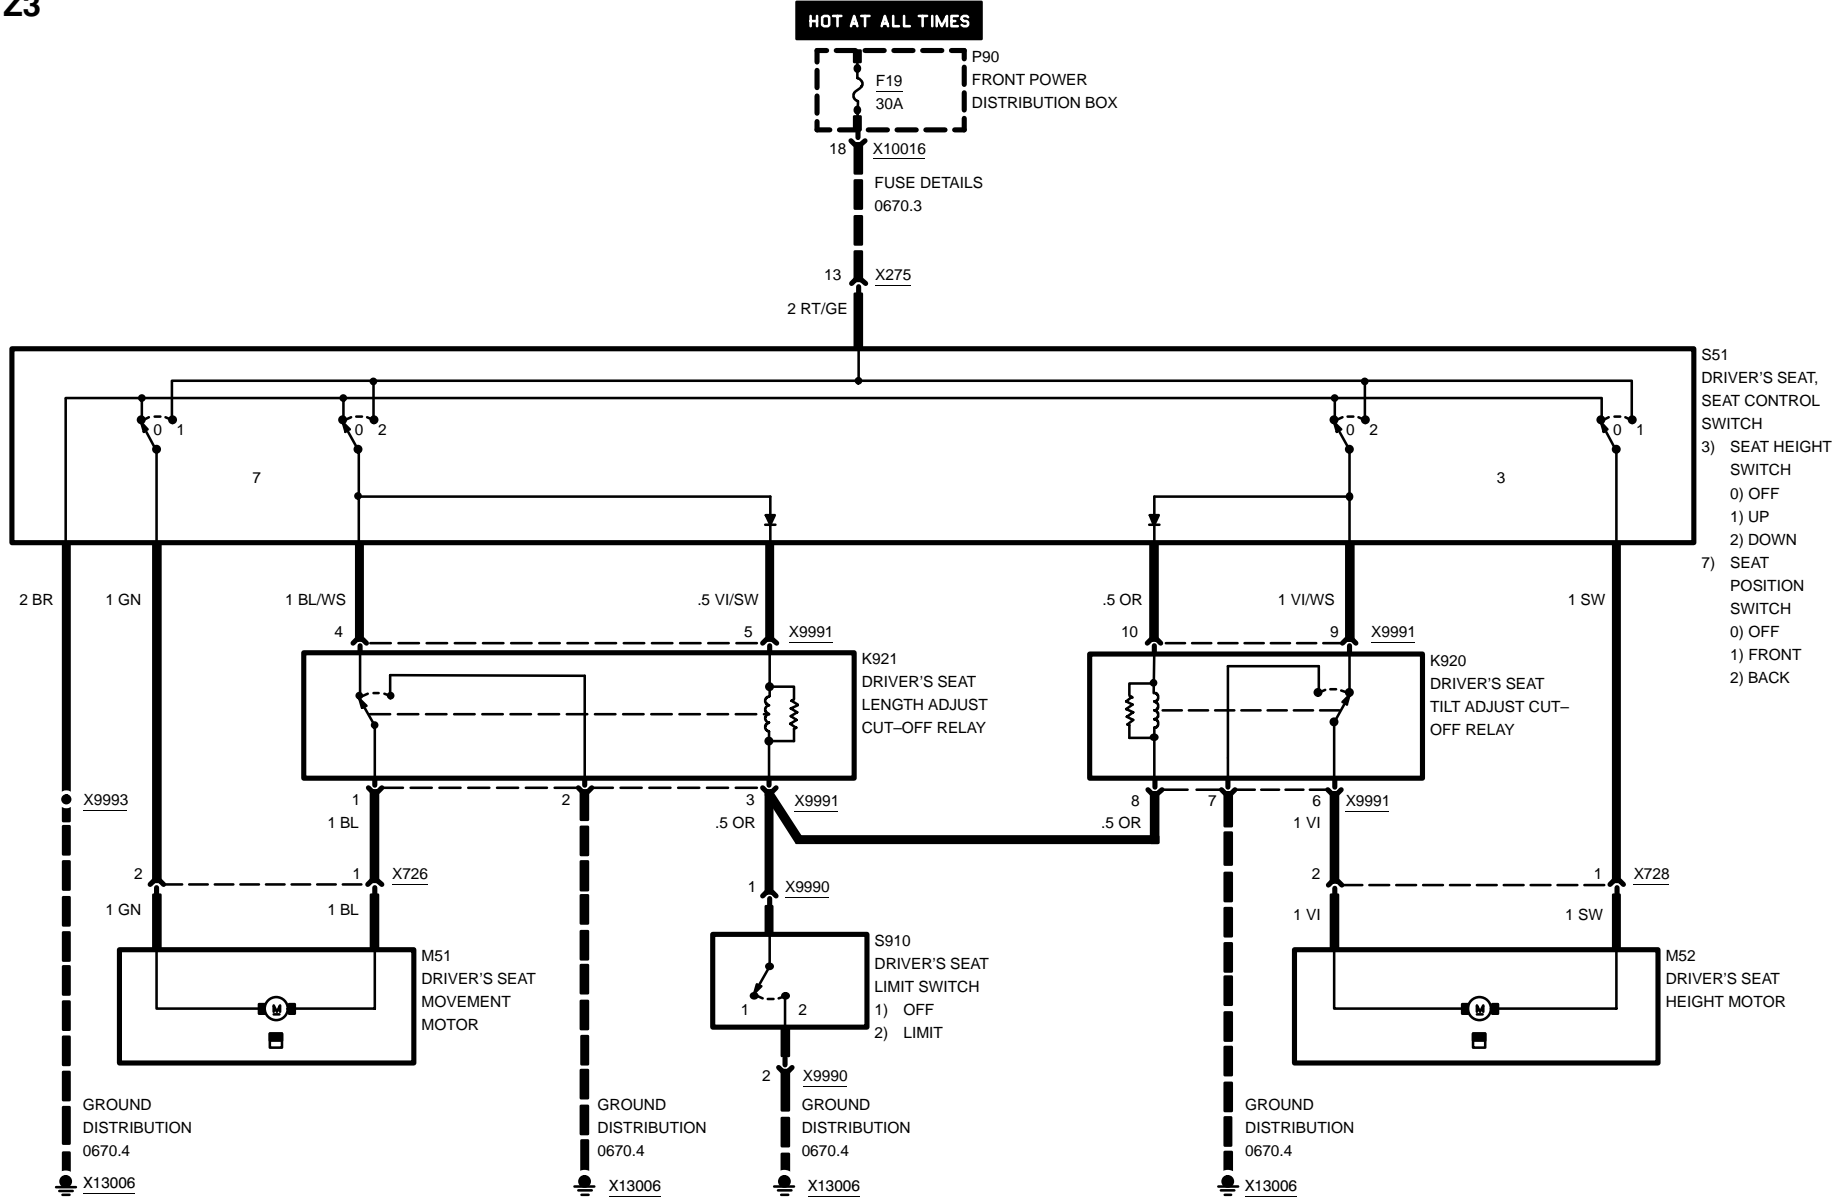 Z3
HOT AT ALL TIMES
P90
FRONT POWER
DISTRIBUTION BOX
F19
30A
18 X10016
FUSE DETAILS
0670.3
13 X275
2 RT/GE
S51
DRIVER'S SEAT,
SEAT CONTROL
SWITCH
3) SEAT HEIGHT
SWITCH
0) OFF
1) UP
2) DOWN
7) SEAT
POSITION
SWITCH
0) OFF
1) FRONT
2) BACK
0 1 0 2 0 2 0 1
7 3
2 BR 1 GN 1 BL/WS .5 VI/SW .5 OR 1 VI/WS 1 SW
4 5 X9991 10 9 X9991
K921
DRIVER'S SEAT
LENGTH ADJUST
CUT–OFF RELAY
K920
DRIVER'S SEAT
TILT ADJUST CUT–
OFF RELAY
X9993 1 2 3 X9991 8 7 6 X9991
1 BL .5 OR .5 OR 1 VI
2 1 X726 1 X9990 2 1 X728
1 GN 1 BL 1 VI 1 SW
M51
DRIVER'S SEAT
MOVEMENT
MOTOR
M
S910
DRIVER'S SEAT
LIMIT SWITCH
1) OFF
2) LIMIT
1 2
M52
DRIVER'S SEAT
HEIGHT MOTOR
M
2 X9990
GROUND
DISTRIBUTION
0670.4
X13006
GROUND
DISTRIBUTION
0670.4
X13006
GROUND
DISTRIBUTION
0670.4
X13006
GROUND
DISTRIBUTION
0670.4
X13006